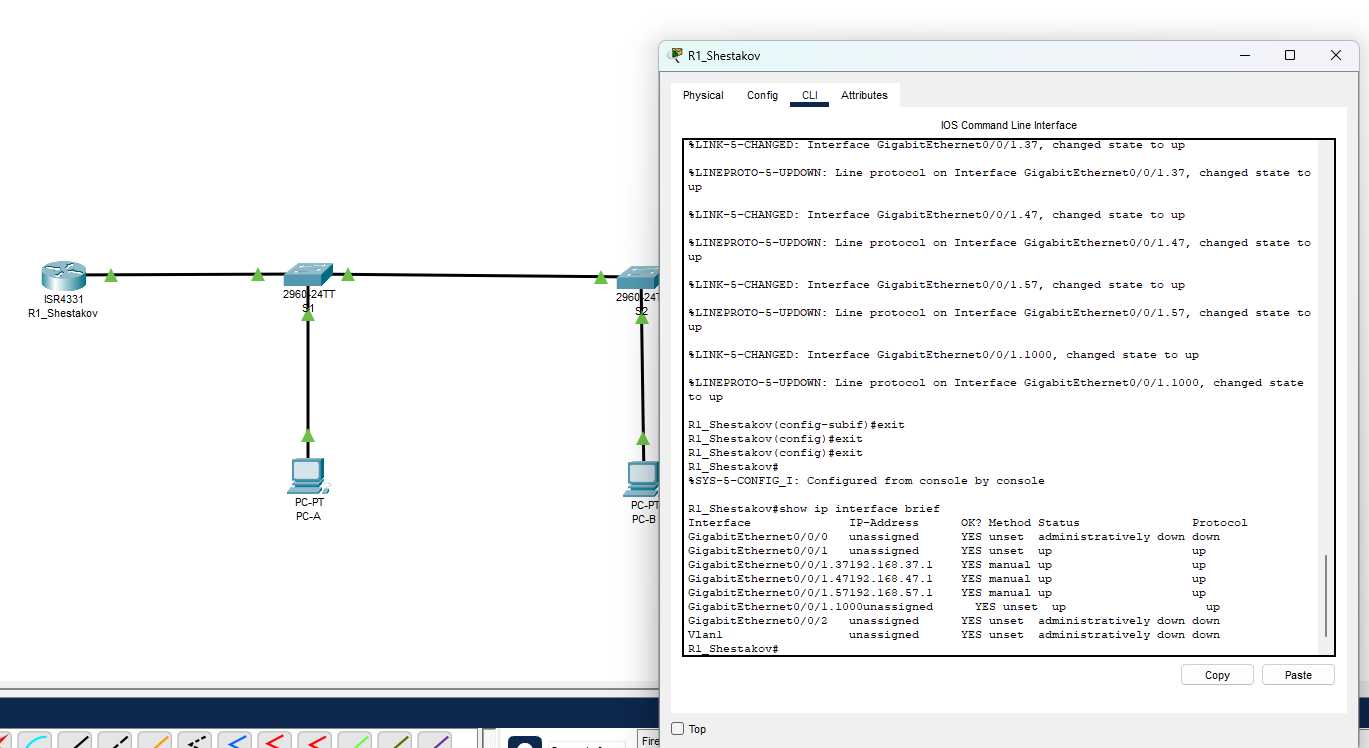 R1_Shestakov
Physical Config CLI Attributes
IOS Command Line Interface
%LINK-5-CHANGED: Interface GigabitEthernet0/0/1.37, changed state to up
%LINEPROTO-5-UPDOWN: Line protocol on Interface GigabitEthernet0/0/1.37, changed state to
up
%LINK-5-CHANGED: Interface GigabitEthernet0/0/1.47, changed state to up
%LINEPROTO-5-UPDOWN: Line protocol on Interface GigabitEthernet0/0/1.47, changed state to
up
%LINK-5-CHANGED: Interface GigabitEthernet0/0/1.57, changed state to up
%LINEPROTO-5-UPDOWN: Line protocol on Interface GigabitEthernet0/0/1.57, changed state to
up
%LINK-5-CHANGED: Interface GigabitEthernet0/0/1.1000, changed state to up
%LINEPROTO-5-UPDOWN: Line protocol on Interface GigabitEthernet0/0/1.1000, changed state
to up
R1_Shestakov(config-subif)#exit
R1_Shestakov(config)#exit
R1_Shestakov(config)#exit
R1_Shestakov#
%SYS-5-CONFIG_I: Configured from console by console
R1_Shestakov#show ip interface brief
Interface IP-Address OK? Method Status Protocol
GigabitEthernet0/0/0 unassigned YES unset administratively down down
GigabitEthernet0/0/1 unassigned YES unset up up
GigabitEthernet0/0/1.37192.168.37.1 YES manual up up
GigabitEthernet0/0/1.47192.168.47.1 YES manual up up
GigabitEthernet0/0/1.57192.168.57.1 YES manual up up
GigabitEthernet0/0/1.1000unassigned YES unset up up
GigabitEthernet0/0/2 unassigned YES unset administratively down down
Vlan1 unassigned YES unset administratively down down
R1_Shestakov#
Copy Paste
Top
ISR4331
R1_Shestakov
2960-24TT
S1
2960-24T
S2
PC-PT
PC-A
PC-PT
PC-B
Fire